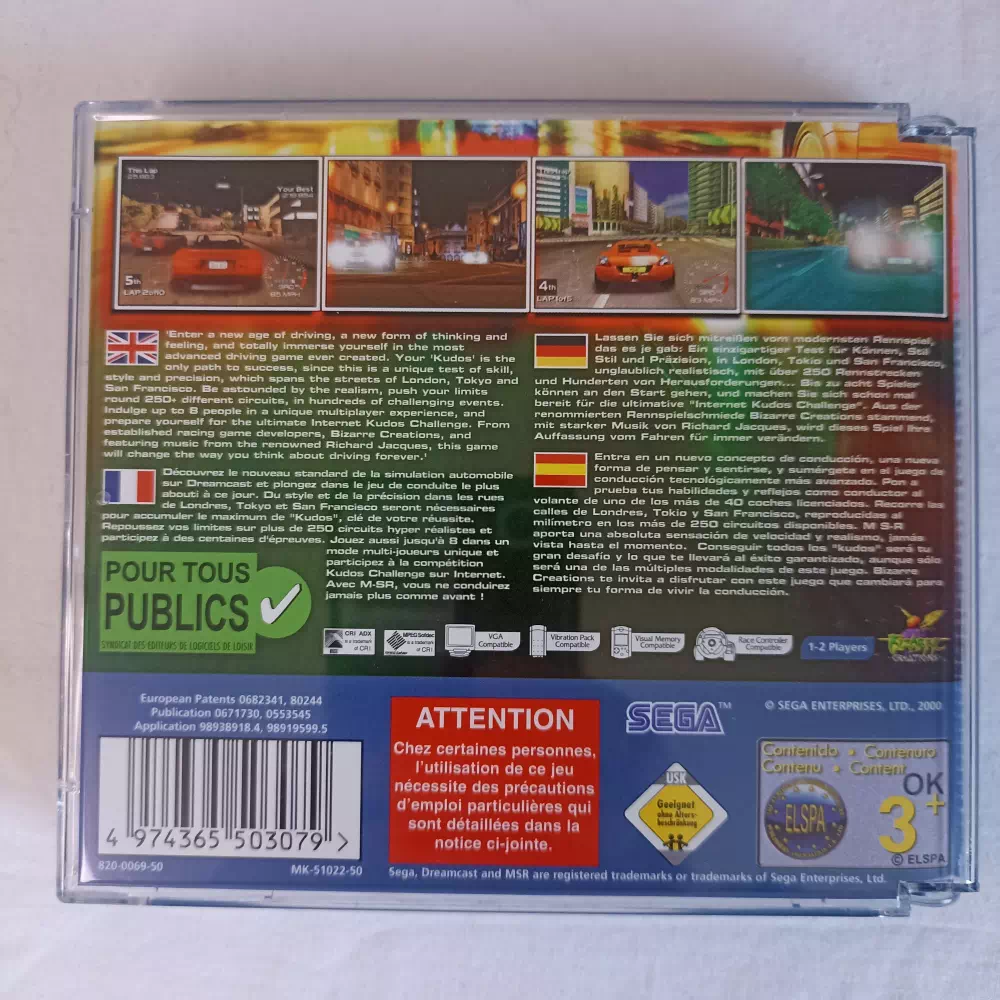 This Lap
Your Best
5th
LAP 2of10
85 MPH
4th
LAP 1of5
83 MPH
'Enter a new age of driving, a new form of thinking and
feeling, and totally immerse yourself in the most
advanced driving game ever created. Your 'Kudos' is the
only path to success, since this is a unique test of skill,
style and precision, which spans the streets of London, Tokyo and
San Francisco. Be astounded by the realism, push your limits
round 250+ different circuits, in hundreds of challenging events.
Indulge up to 8 people in a unique multiplayer experience, and
prepare yourself for the ultimate Internet Kudos Challenge. From
established racing game developers, Bizarre Creations, and
featuring music from the renowned Richard Jacques, this game
will change the way you think about driving forever.'
Découvrez le nouveau standard de la simulation automobile
sur Dreamcast et plongez dans le jeu de conduite le plus
abouti à ce jour. Du style et de la précision dans les rues
de Londres, Tokyo et San Francisco seront nécessaires
pour accumuler le maximum de "Kudos", clé de votre réussite.
Repoussez vos limites sur plus de 250 circuits hyper réalistes et
participez à des centaines d'épreuves. Jouez aussi jusqu'à 8 dans un
mode multi-joueurs unique et
participez à la compétition
Kudos Challenge sur Internet.
Avec M-SR, vous ne conduirez
jamais plus comme avant !
Lassen Sie sich mitreißen vom modernsten Rennspiel,
das es je gab: Ein einzigartiger Test für Können, Stil
Stil und Präzision, in London, Tokio und San Francisco,
unglaublich realistisch, mit über 250 Rennstrecken
und Hunderten von Herausforderungen... Bis zu acht Spieler
können an den Start gehen, und machen Sie sich schon mal
bereit für die ultimative "Internet Kudos Challenge". Aus der
renommierten Rennspielschmiede Bizarre Creations stammend,
mit starker Musik von Richard Jacques, wird dieses Spiel Ihre
Auffassung vom Fahren für immer verändern.
Entra en un nuevo concepto de conducción, una nueva
forma de pensar y sentirse, y sumérgete en el juego de
conducción tecnológicamente más avanzado. Pon a
prueba tus habilidades y reflejos como conductor al
volante de uno de los más de 40 coches licenciados. Recorre las
calles de Londres, Tokio y San Francisco, reproducidas al
milímetro en los más de 250 circuitos disponibles. M S-R
aporta una absoluta sensación de velocidad y realismo, jamás
vista hasta el momento. Conseguir todos los "kudos" será tu
gran desafío y lo que te llevará al éxito garantizado, aunque sólo
será una de las múltiples modalidades de este juego. Bizarre
Creations te invita a disfrutar con este juego que cambiará para
siempre tu forma de vivir la conducción.
POUR TOUS
PUBLICS
SYNDICAT DES EDITEURS DE LOGICIELS DE LOISIR
CRI ADX
is a trademark
of CRI
MPEG Sofdec
is a trademark
of CRI
VGA
Compatible
Vibration Pack
Compatible
Visual Memory
Compatible
Race Controller
Compatible
1-2 Players
BIZARRE
CREATIONS
European Patents 0682341, 80244
Publication 0671730, 0553545
Application 98938918.4, 98919599.5
4 974365 503079 >
820-0069-50
MK-51022-50
ATTENTION
Chez certaines personnes,
l'utilisation de ce jeu
nécessite des précautions
d'emploi particulières qui
sont détaillées dans la
notice ci-jointe.
SEGA™
© SEGA ENTERPRISES, LTD., 2000
USK
Geeignet
ohne Alters-
beschränkung
Contenido • Contenuto
Contenu • Content
ELSPA
OK
3+
© ELSPA
Sega, Dreamcast and MSR are registered trademarks or trademarks of Sega Enterprises, Ltd.